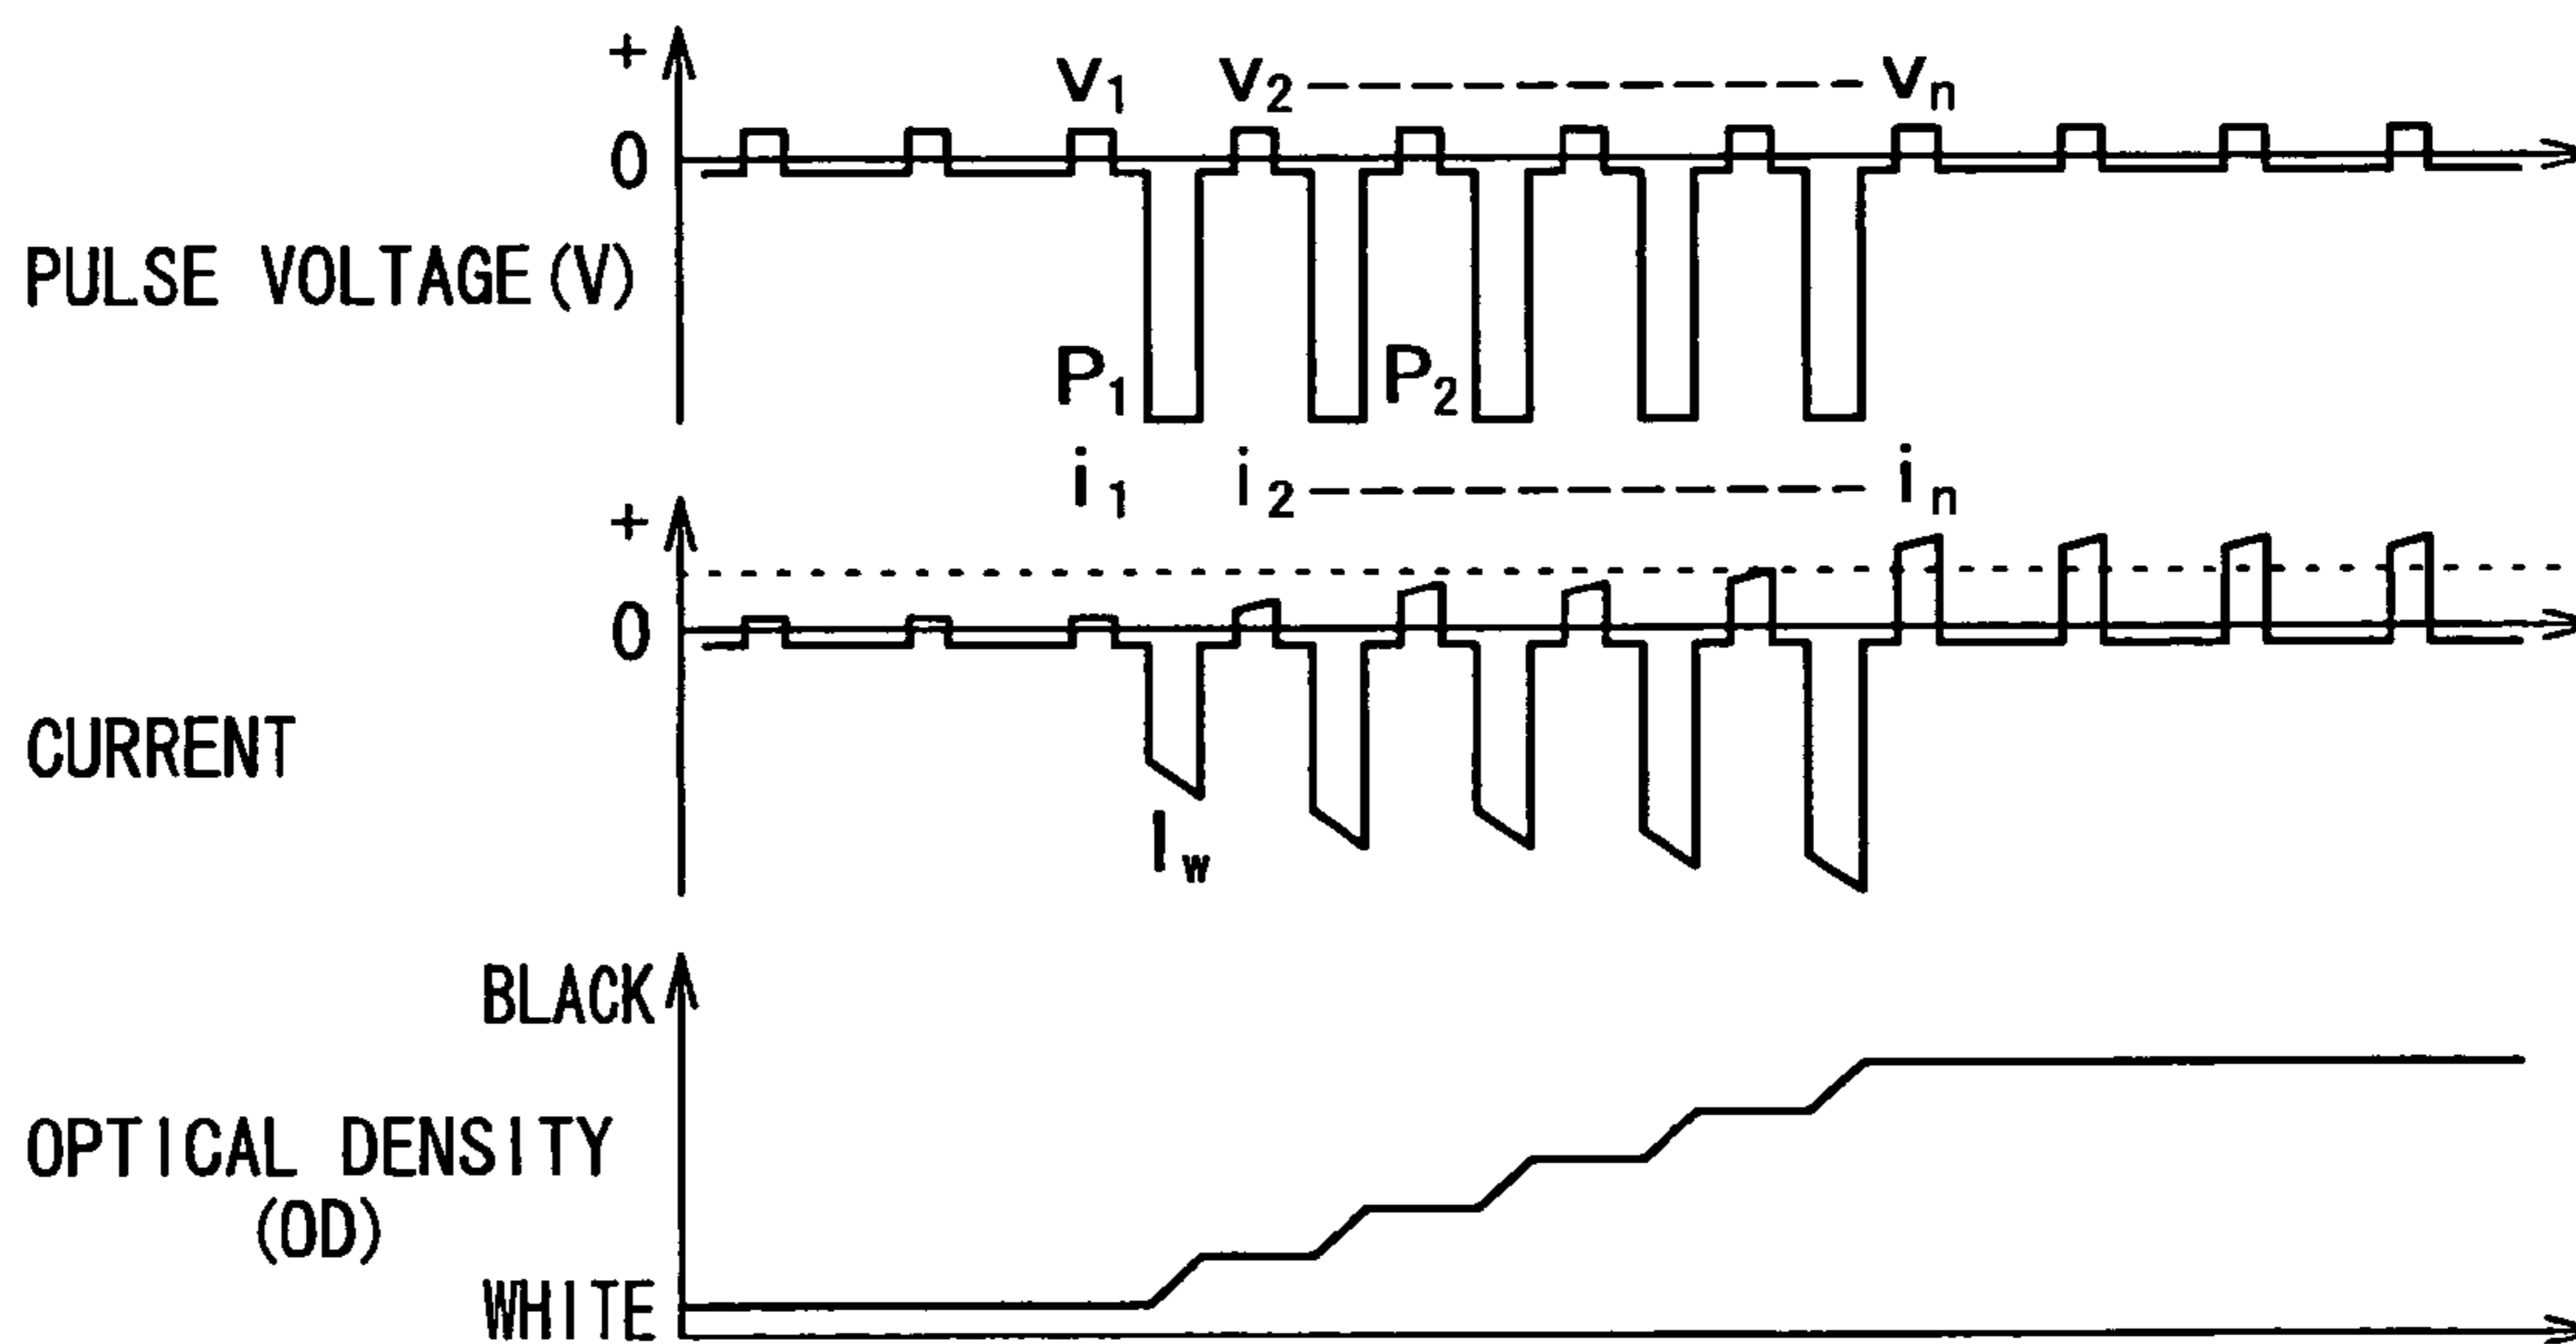 +
V1 V2 Vn
0
PULSE VOLTAGE (V)
P1 P2
i1 i2 in
+
0
CURRENT
Iw
BLACK
OPTICAL DENSITY
(OD)
WHITE